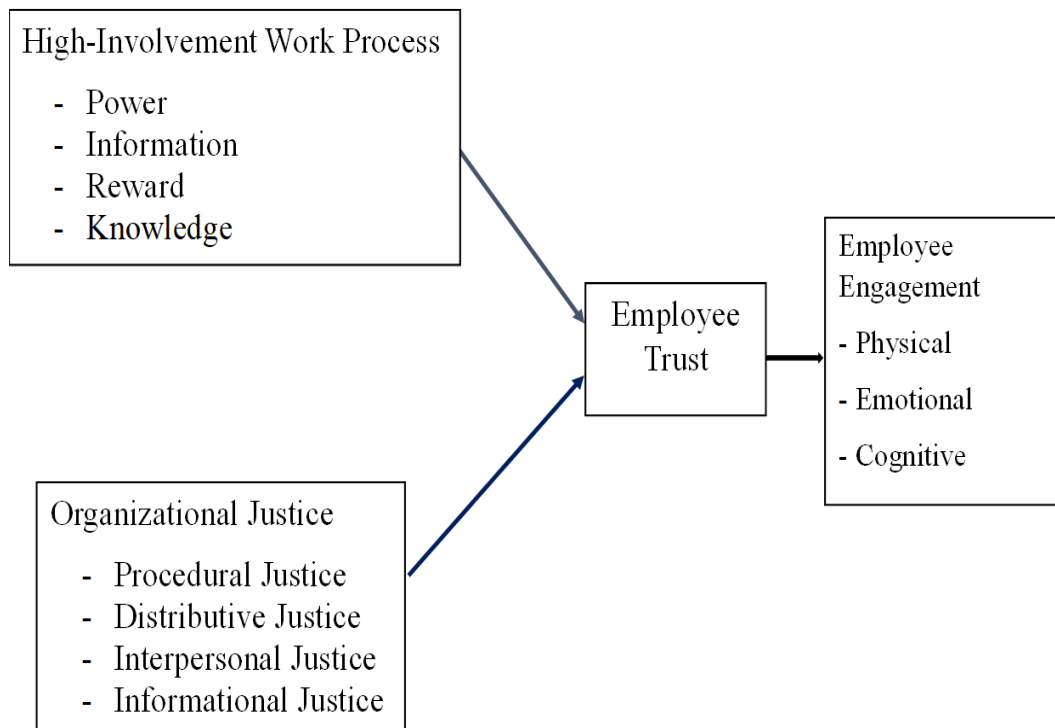 High-Involvement Work Process
- Power
- Information
- Reward
- Knowledge
Employee
Trust
Employee
Engagement
- Physical
- Emotional
- Cognitive
Organizational Justice
- Procedural Justice
- Distributive Justice
- Interpersonal Justice
- Informational Justice